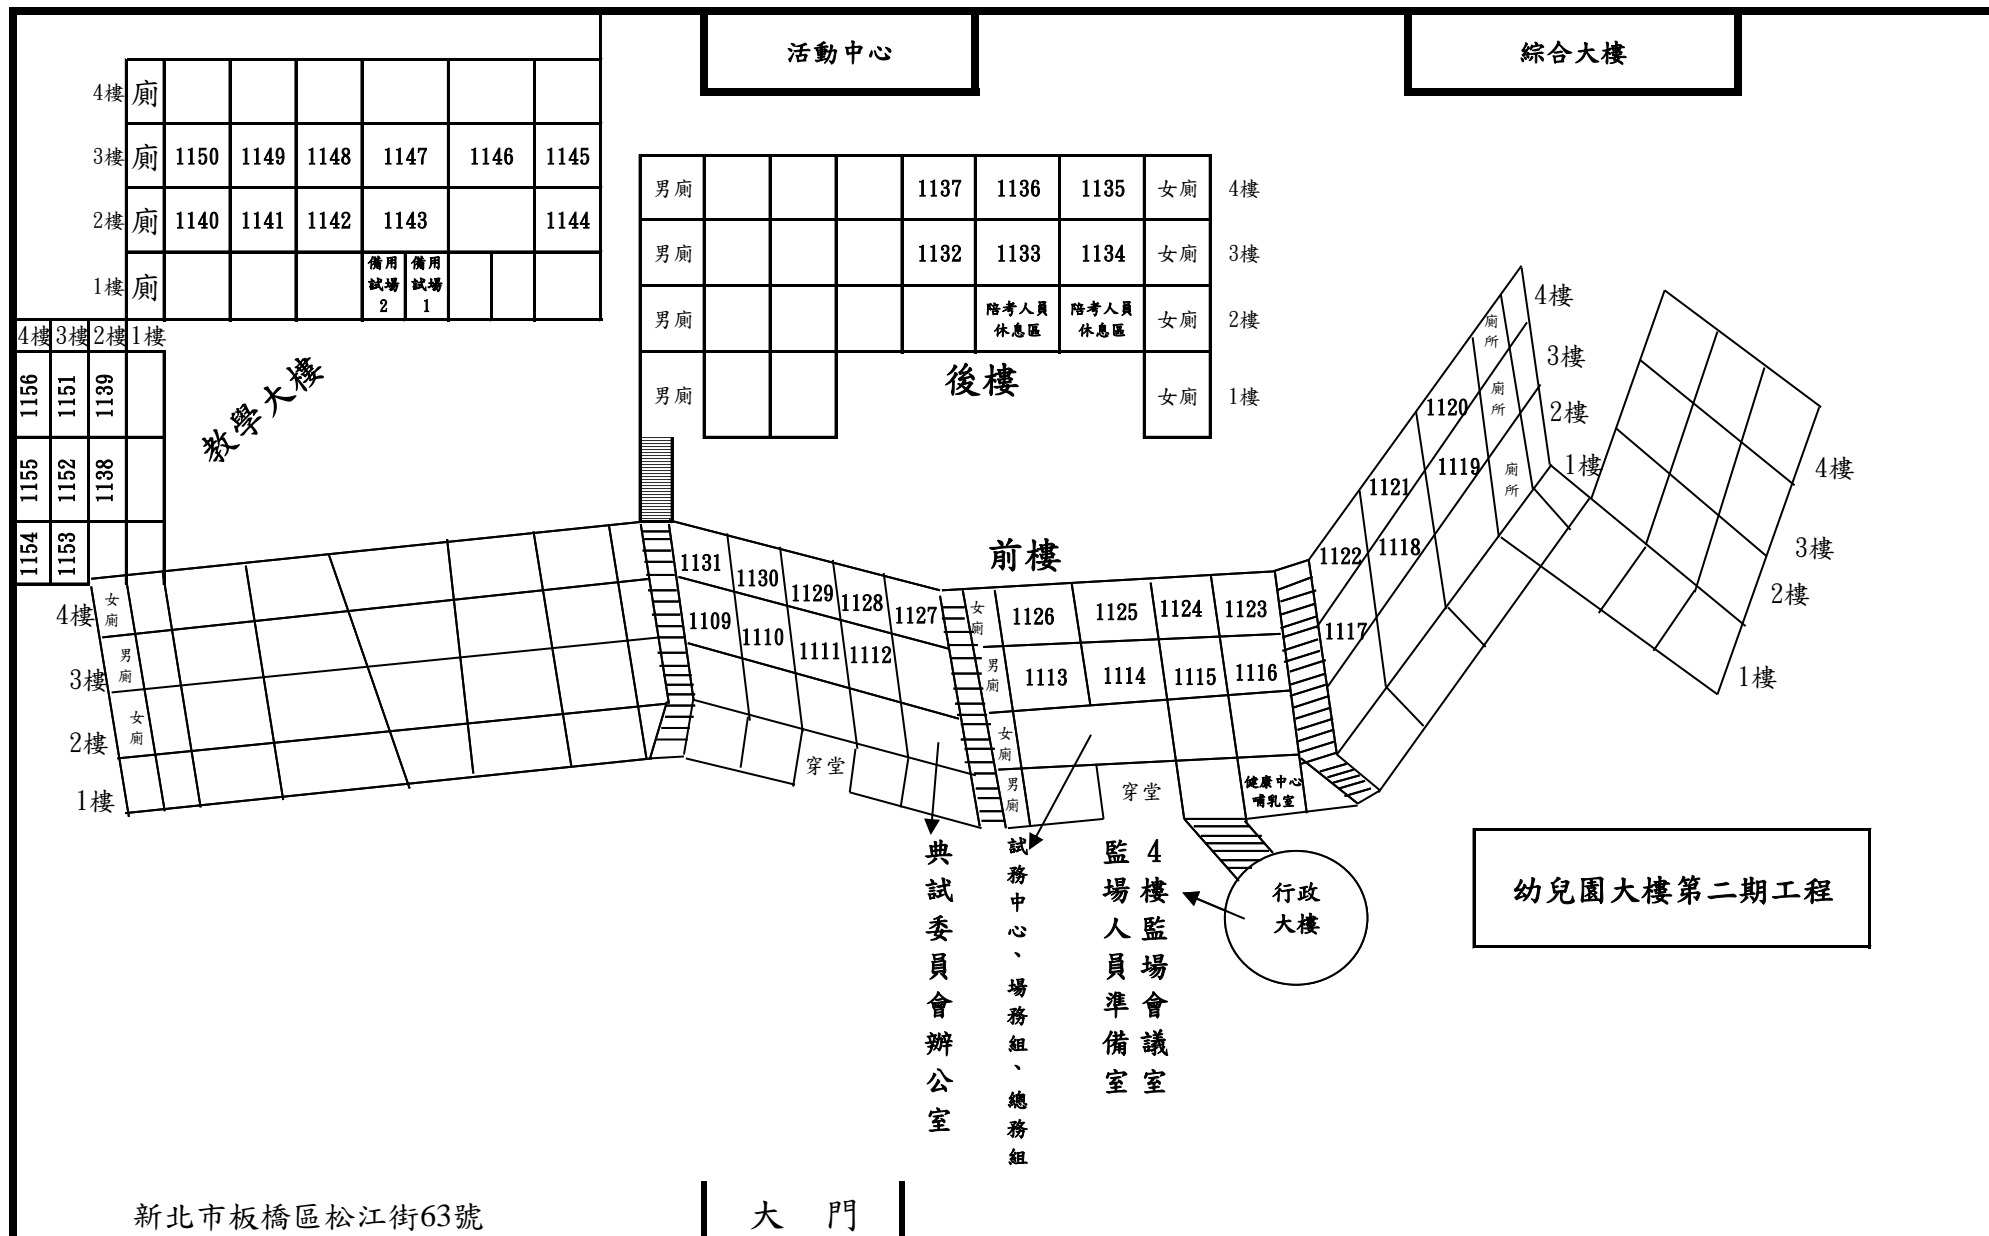 活動中心
綜合大樓
4樓 廁
3樓 廁 1150 1149 1148 1147 1146 1145
2樓 廁 1140 1141 1142 1143 1144
1樓 廁 備用試場2 備用試場1
男廁 1137 1136 1135 女廁 4樓
男廁 1132 1133 1134 女廁 3樓
男廁 陪考人員休息區 陪考人員休息區 女廁 2樓
男廁 女廁 1樓
後樓
4樓 3樓 2樓 1樓
1156 1151 1139
1155 1152 1138
1154 1153
教學大樓
前樓
4樓 女廁
3樓 男廁
2樓 女廁
1樓
1131 1130 1129 1128 1127
1109 1110 1111 1112
穿堂
女廁 1126 1125 1124 1123
男廁 1113 1114 1115 1116
女廁
男廁 穿堂 健康中心
哺乳室
廁所 4樓
1122 1121 1120 廁所 3樓
1117 1118 1119 廁所 2樓
1樓
4樓
3樓
2樓
1樓
典試委員會辦公室
試務中心、場務組、總務組
4樓監場會議室
監場人員準備室
行政
大樓
幼兒園大樓第二期工程
新北市板橋區松江街63號
大 門